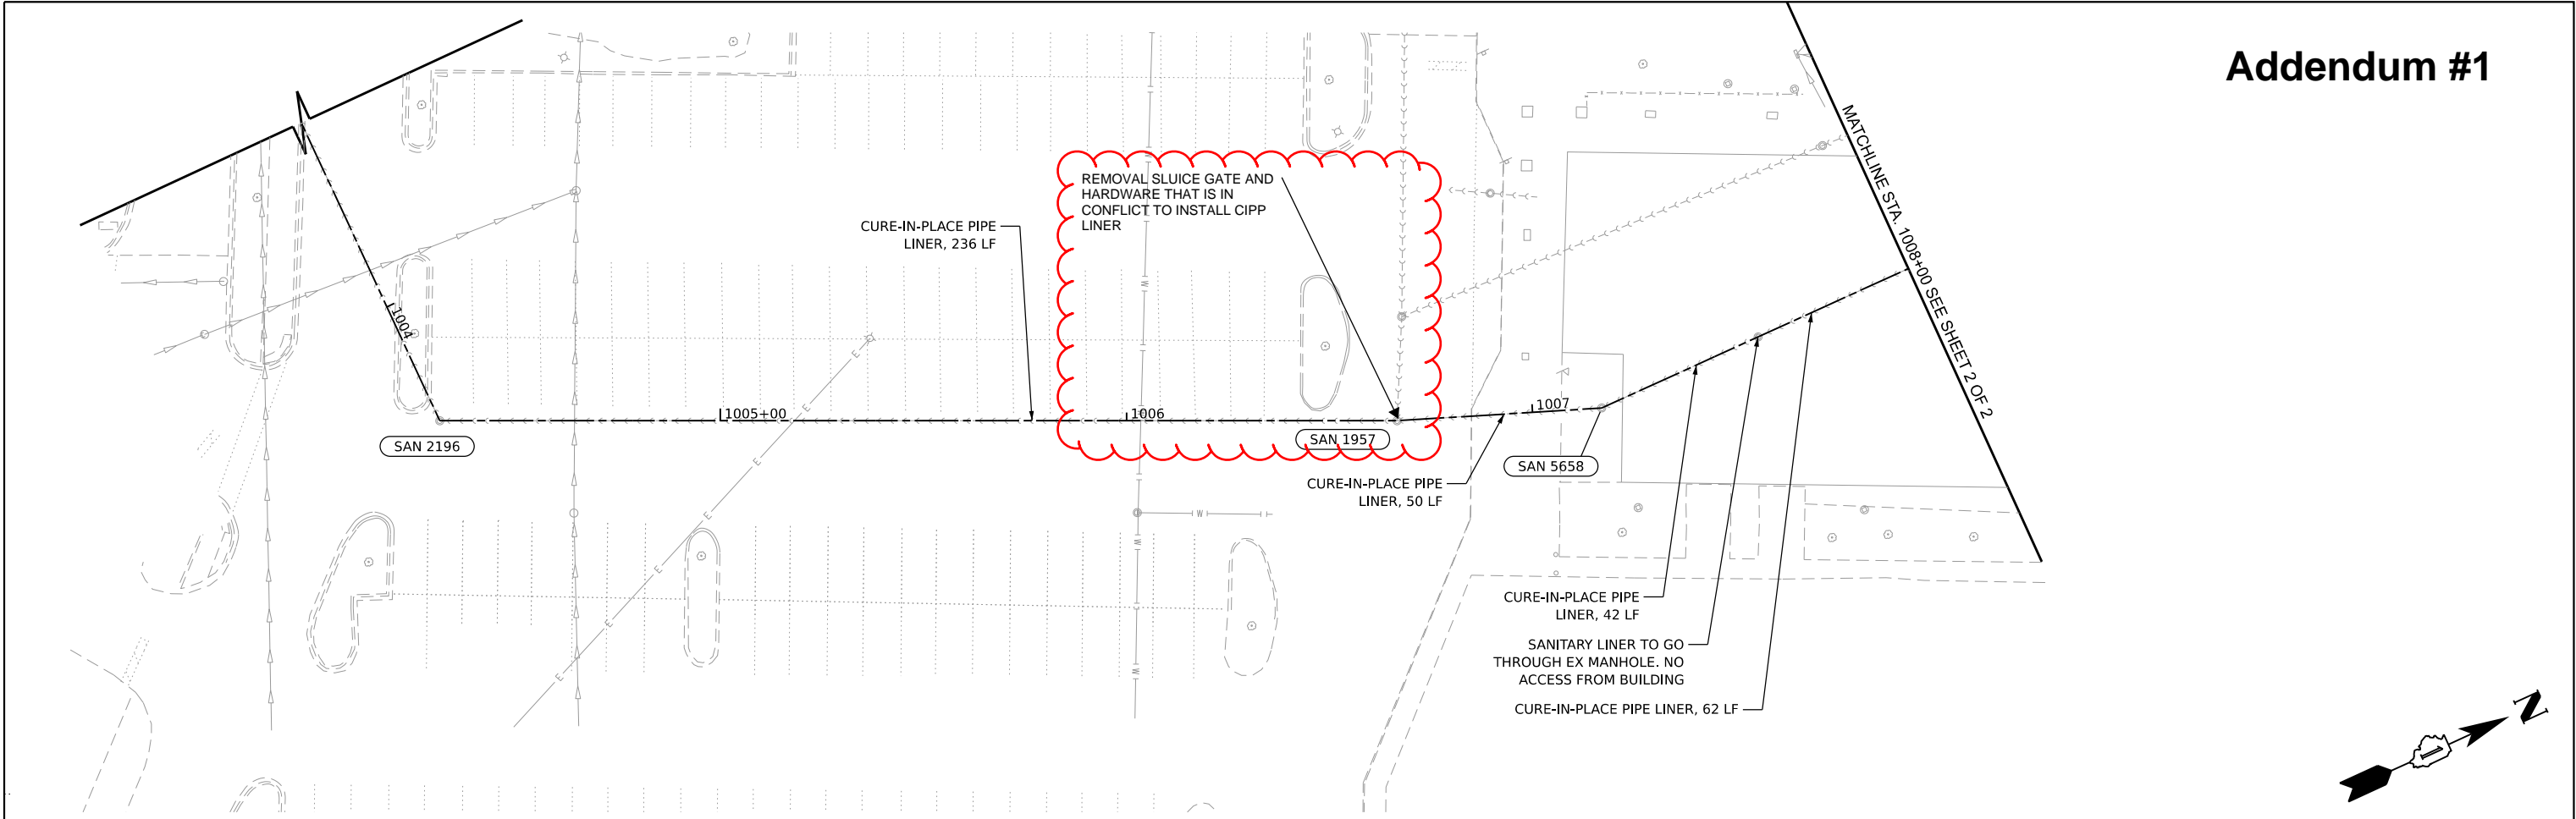 Addendum #1
MATCHLINE STA. 1008+00 SEE SHEET 2 OF 2
REMOVAL SLUICE GATE AND
HARDWARE THAT IS IN
CONFLICT TO INSTALL CIPP
LINER
CURE-IN-PLACE PIPE
LINER, 236 LF
1004
1005+00
1006
1007
SAN 2196
SAN 1957
SAN 5658
CURE-IN-PLACE PIPE
LINER, 50 LF
CURE-IN-PLACE PIPE
LINER, 42 LF
SANITARY LINER TO GO
THROUGH EX MANHOLE. NO
ACCESS FROM BUILDING
CURE-IN-PLACE PIPE LINER, 62 LF
E
E
E
E
E
E
W
W
W
W
W
W
N